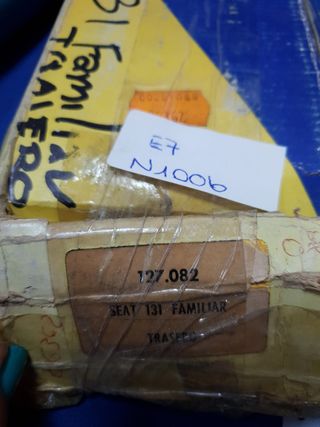 131 Familiar
TRASERO
E7
N1006
127.082
SEAT 131 FAMILIAR
TRASERO